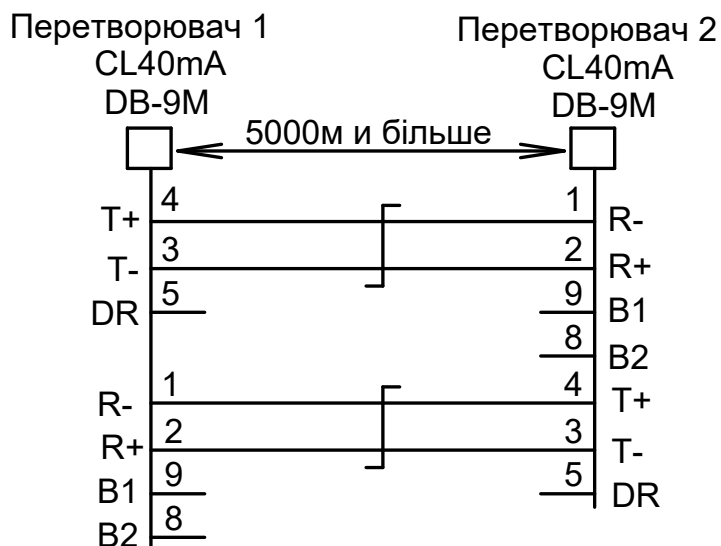 Перетворювач 1
CL40mA
DB-9M
Перетворювач 2
CL40mA
DB-9M
5000м и більше
T+ 4
1 R-
T- 3
2 R+
DR 5
9 B1
8 B2
R- 1
4 T+
R+ 2
3 T-
B1 9
5 DR
B2 8